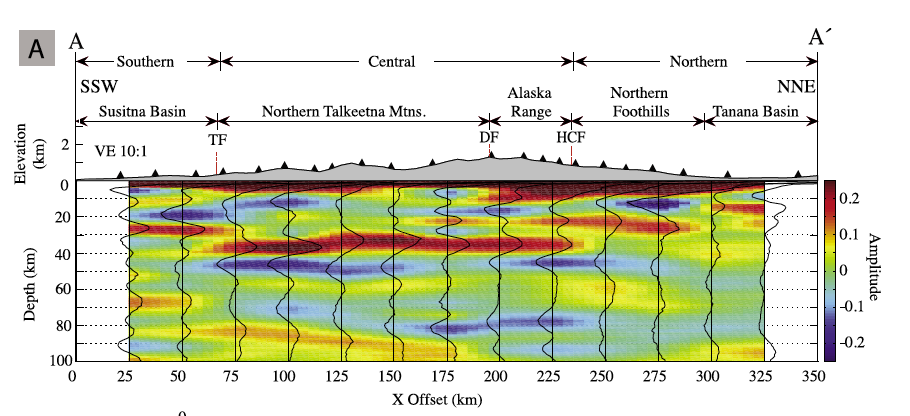 A
A
A´
Southern
Central
Northern
SSW
NNE
Susitna Basin
Northern Talkeetna Mtns.
Alaska
Range
Northern
Foothills
Tanana Basin
TF
DF
HCF
VE 10:1
Elevation
(km)
2
0
20
40
60
80
100
Depth (km)
0
25
50
75
100
125
150
175
200
225
250
275
300
325
350
X Offset (km)
0.2
0.1
0
-0.1
-0.2
Amplitude